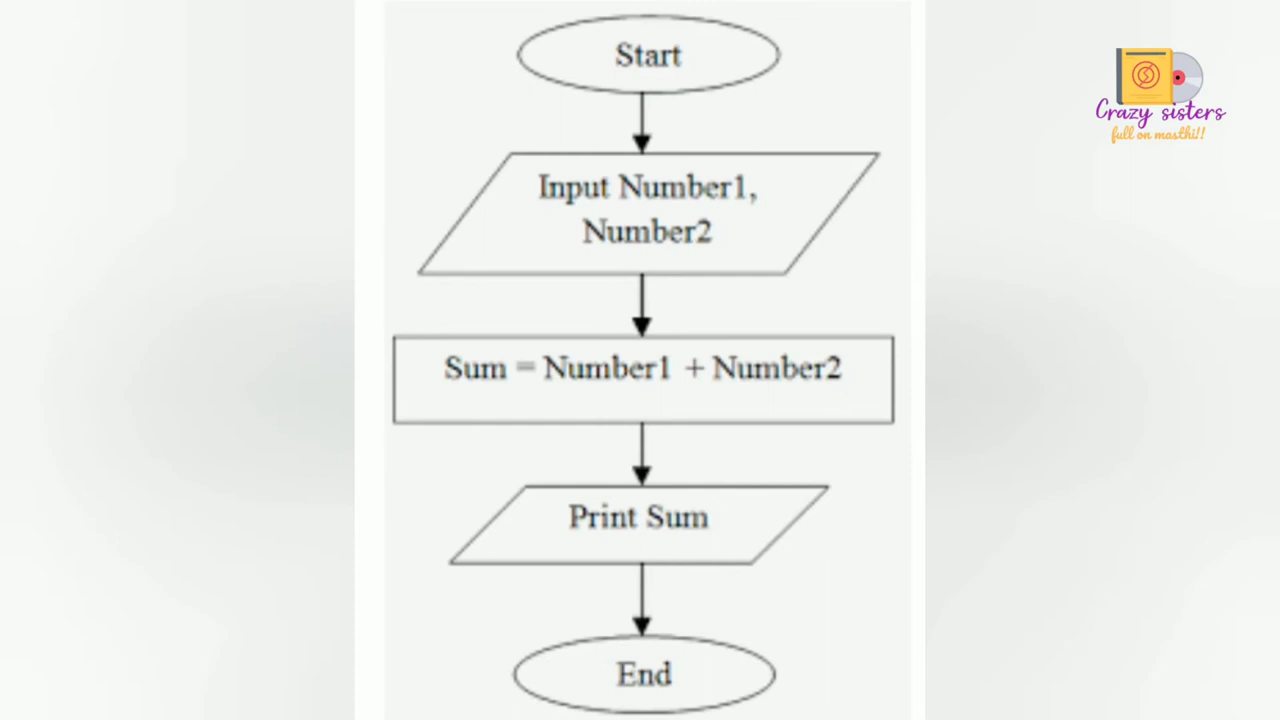 Start
Input Number1,
Number2
Sum = Number1 + Number2
Print Sum
End
Crazy sisters
full on masthi!!